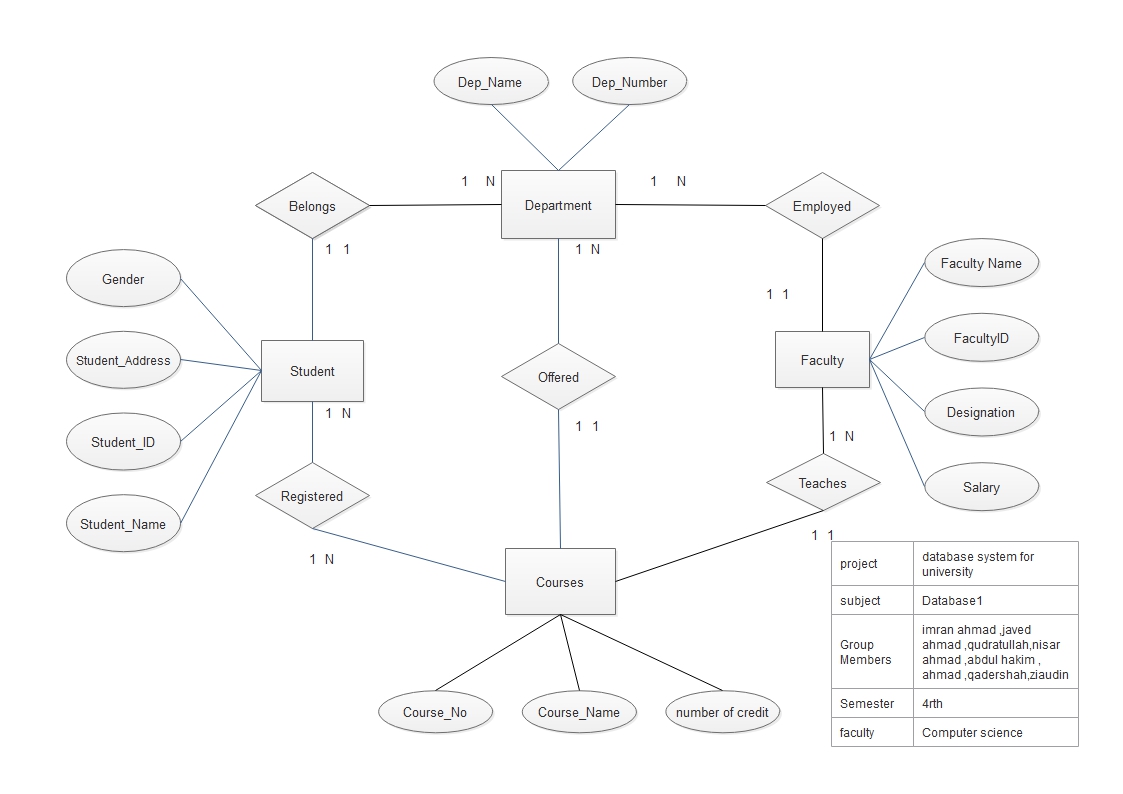 Dep_Name
Dep_Number
1 N
1 N
Belongs
Department
Employed
1 1
1 N
Gender
Faculty Name
1 1
Student_Address
FacultyID
Student
Offered
Faculty
1 N
1 1
Designation
Student_ID
1 N
Registered
Teaches
Salary
Student_Name
1 N
1 1
Courses
Course_No
Course_Name
number of credit
project
database system for
university
subject
Database1
Group
Members
imran ahmad ,javed
ahmad ,qudratullah,nisar
ahmad ,abdul hakim ,
ahmad ,qadershah,ziaudin
Semester
4rth
faculty
Computer science